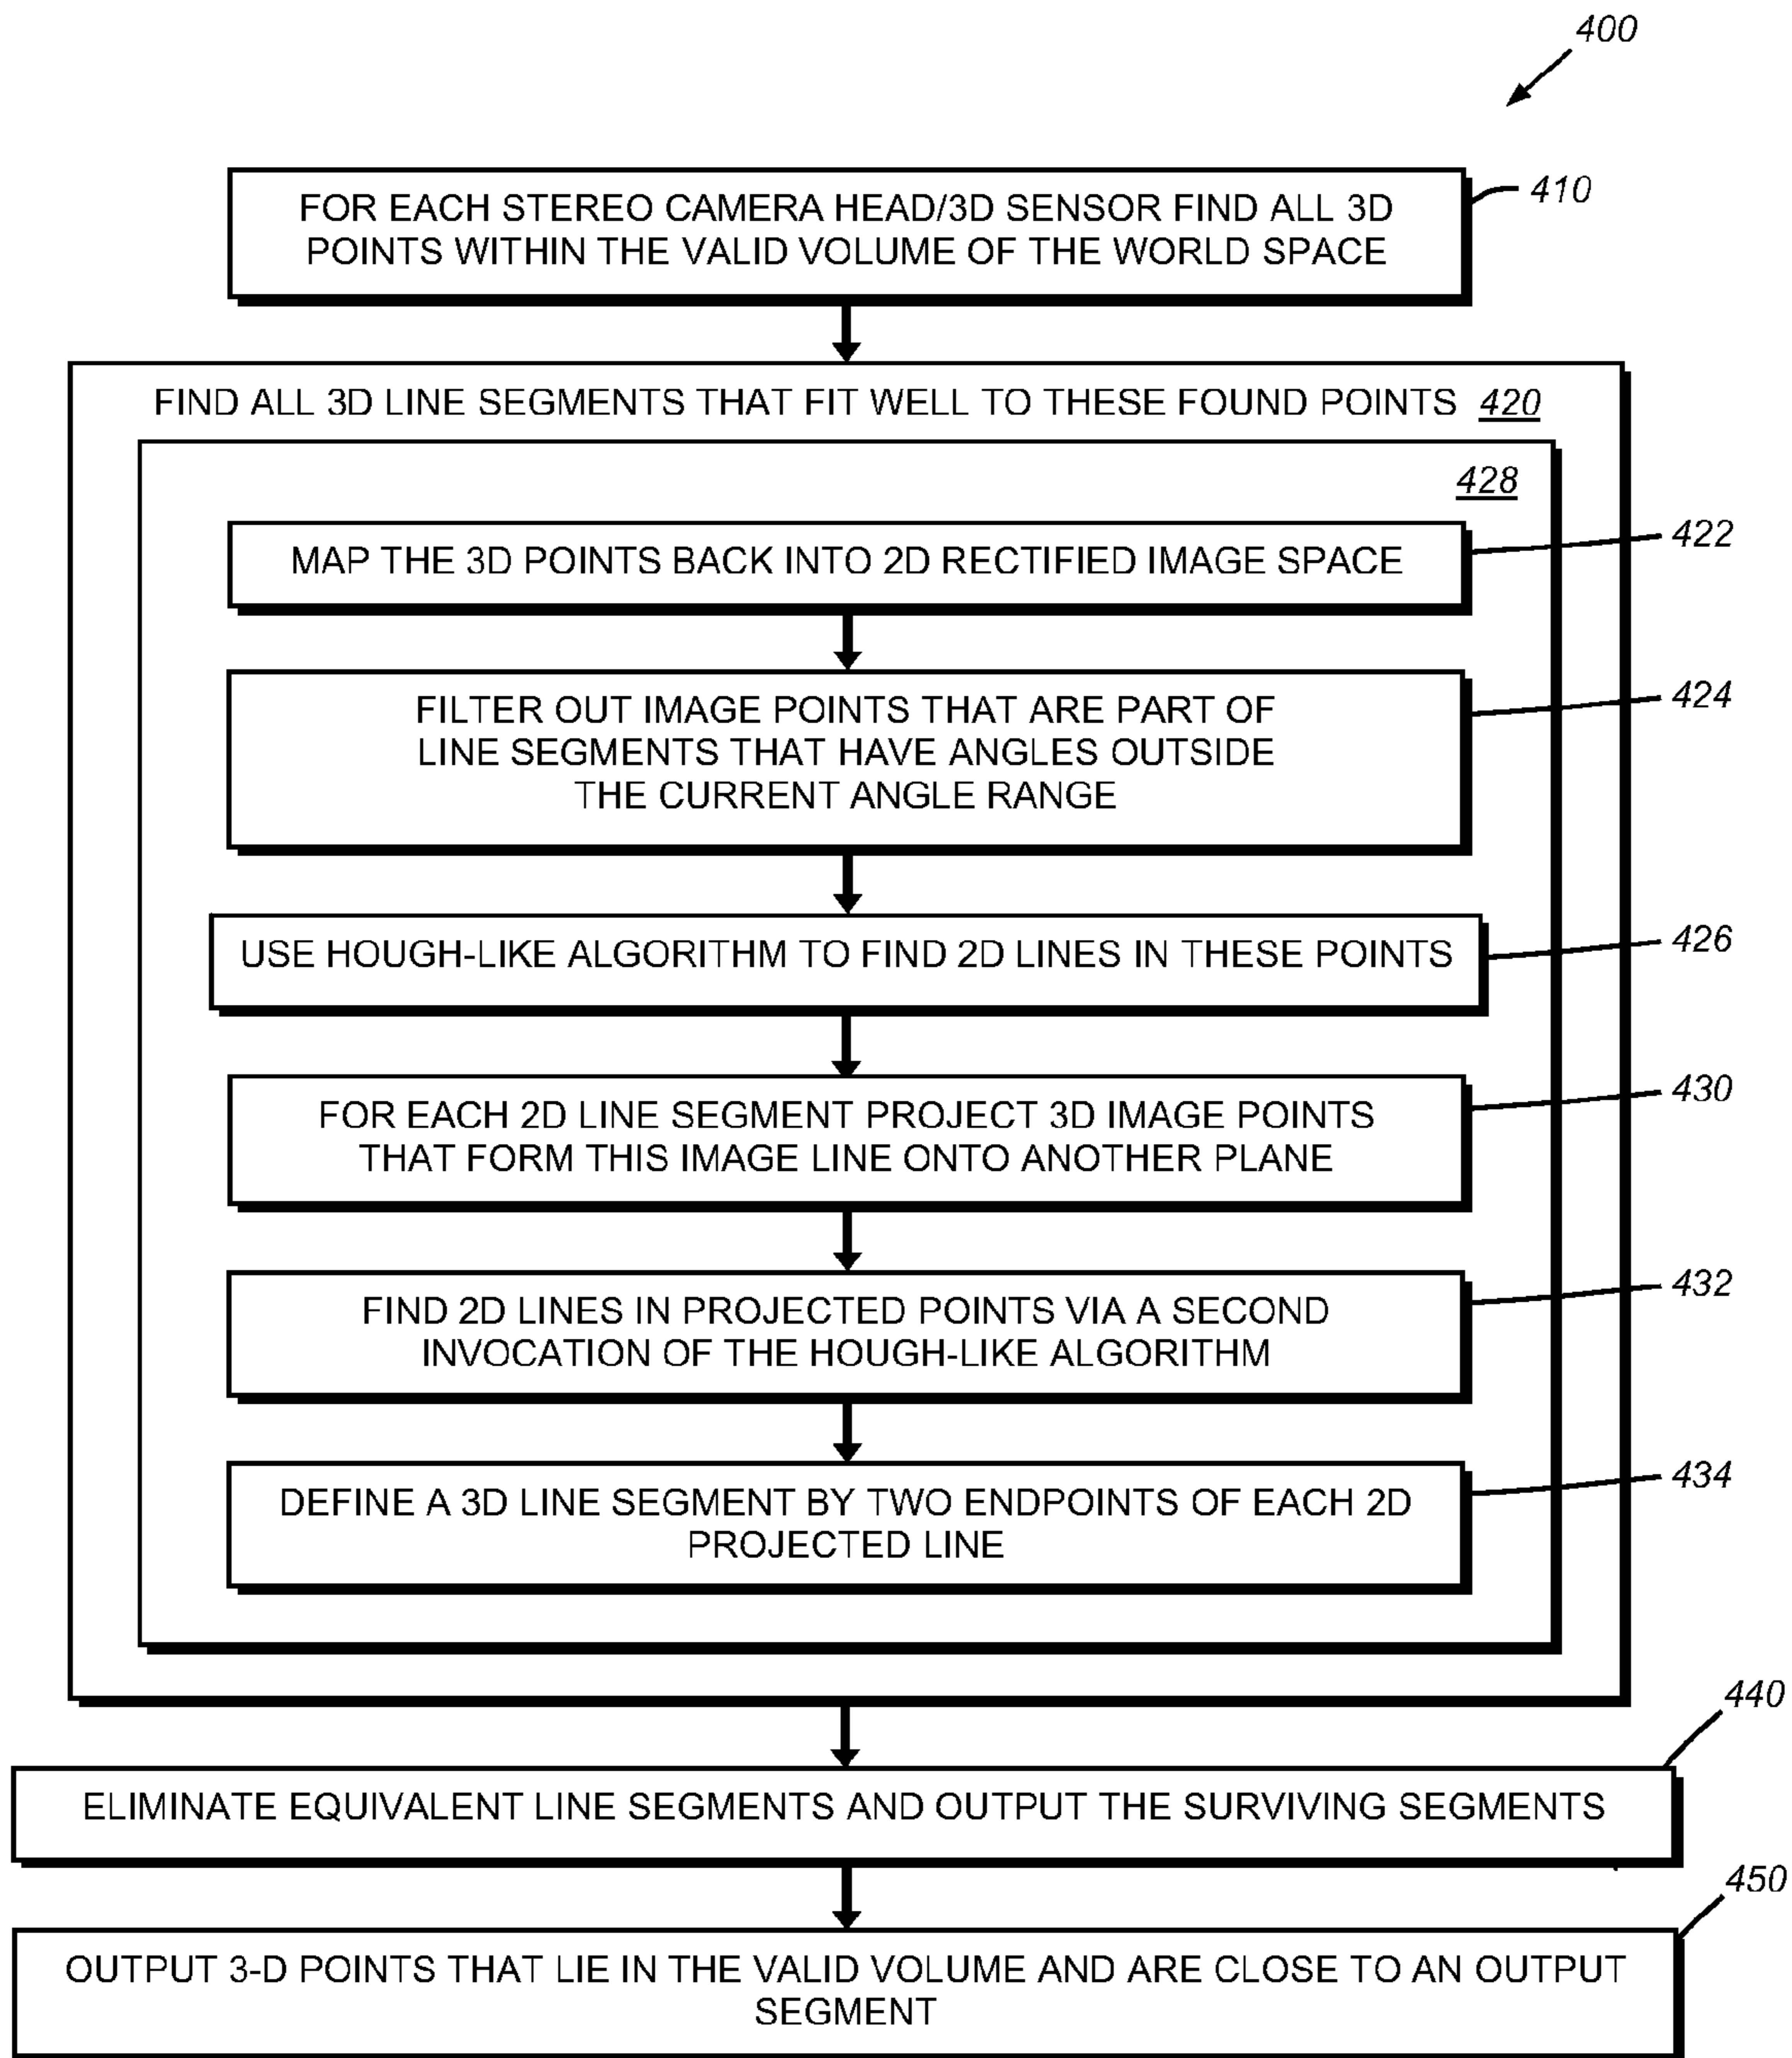 400
FOR EACH STEREO CAMERA HEAD/3D SENSOR FIND ALL 3D
POINTS WITHIN THE VALID VOLUME OF THE WORLD SPACE
410
FIND ALL 3D LINE SEGMENTS THAT FIT WELL TO THESE FOUND POINTS 420
428
MAP THE 3D POINTS BACK INTO 2D RECTIFIED IMAGE SPACE
422
FILTER OUT IMAGE POINTS THAT ARE PART OF
LINE SEGMENTS THAT HAVE ANGLES OUTSIDE
THE CURRENT ANGLE RANGE
424
USE HOUGH-LIKE ALGORITHM TO FIND 2D LINES IN THESE POINTS
426
FOR EACH 2D LINE SEGMENT PROJECT 3D IMAGE POINTS
THAT FORM THIS IMAGE LINE ONTO ANOTHER PLANE
430
FIND 2D LINES IN PROJECTED POINTS VIA A SECOND
INVOCATION OF THE HOUGH-LIKE ALGORITHM
432
DEFINE A 3D LINE SEGMENT BY TWO ENDPOINTS OF EACH 2D
PROJECTED LINE
434
440
ELIMINATE EQUIVALENT LINE SEGMENTS AND OUTPUT THE SURVIVING SEGMENTS
450
OUTPUT 3-D POINTS THAT LIE IN THE VALID VOLUME AND ARE CLOSE TO AN OUTPUT
SEGMENT